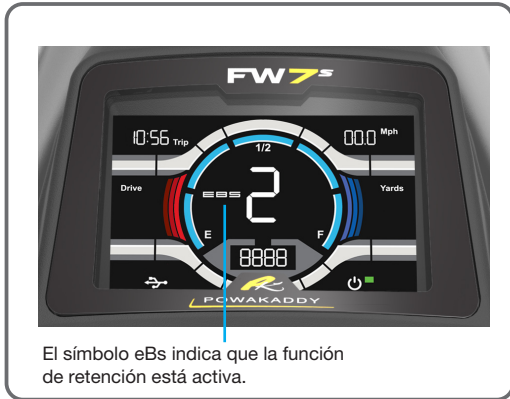 FW7s
10:56 Trip
00.0 Mph
1/2
Drive
EBS
2
Yards
E
F
8888
POWAKADDY
El símbolo eBs indica que la función
de retención está activa.